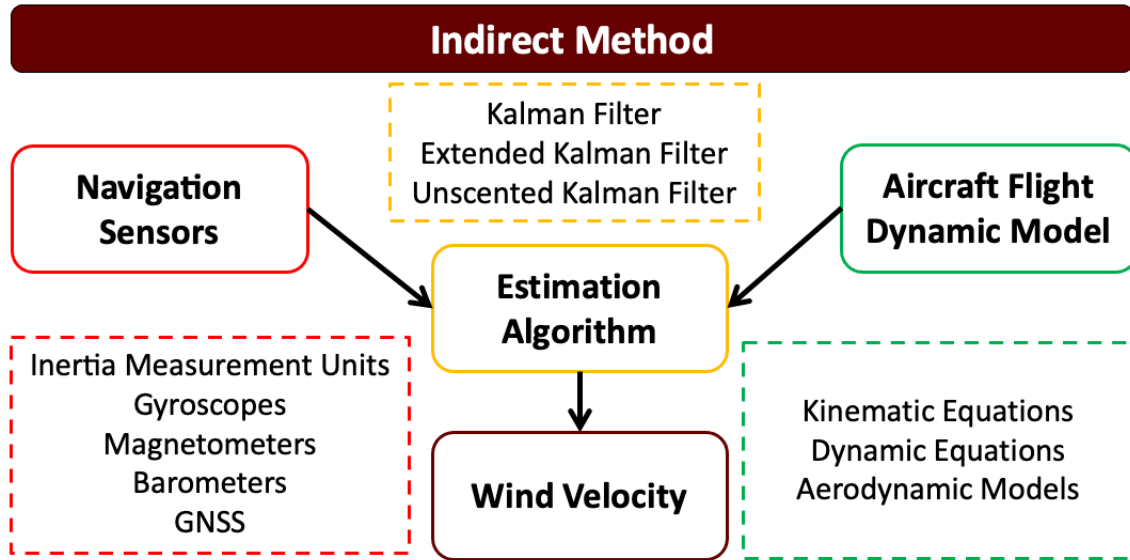 Indirect Method
Kalman Filter
Extended Kalman Filter
Unscented Kalman Filter
Navigation
Sensors
Aircraft Flight
Dynamic Model
Estimation
Algorithm
Inertia Measurement Units
Gyroscopes
Magnetometers
Barometers
GNSS
Kinematic Equations
Dynamic Equations
Aerodynamic Models
Wind Velocity